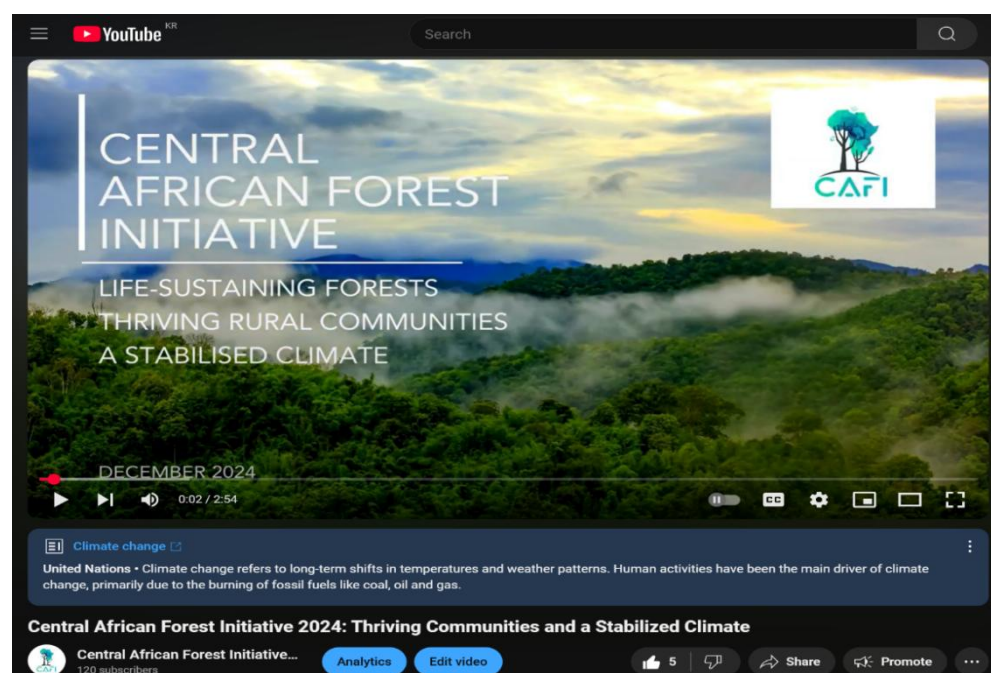 YouTube KR
Search
CENTRAL
AFRICAN FOREST
INITIATIVE
CAFI
LIFE-SUSTAINING FORESTS
THRIVING RURAL COMMUNITIES
A STABILISED CLIMATE
DECEMBER 2024
0:02 / 2:54
CC
Climate change
United Nations • Climate change refers to long-term shifts in temperatures and weather patterns. Human activities have been the main driver of climate
change, primarily due to the burning of fossil fuels like coal, oil and gas.
Central African Forest Initiative 2024: Thriving Communities and a Stabilized Climate
Central African Forest Initiative...
120 subscribers
CAFI
Analytics
Edit video
5
Share
Promote